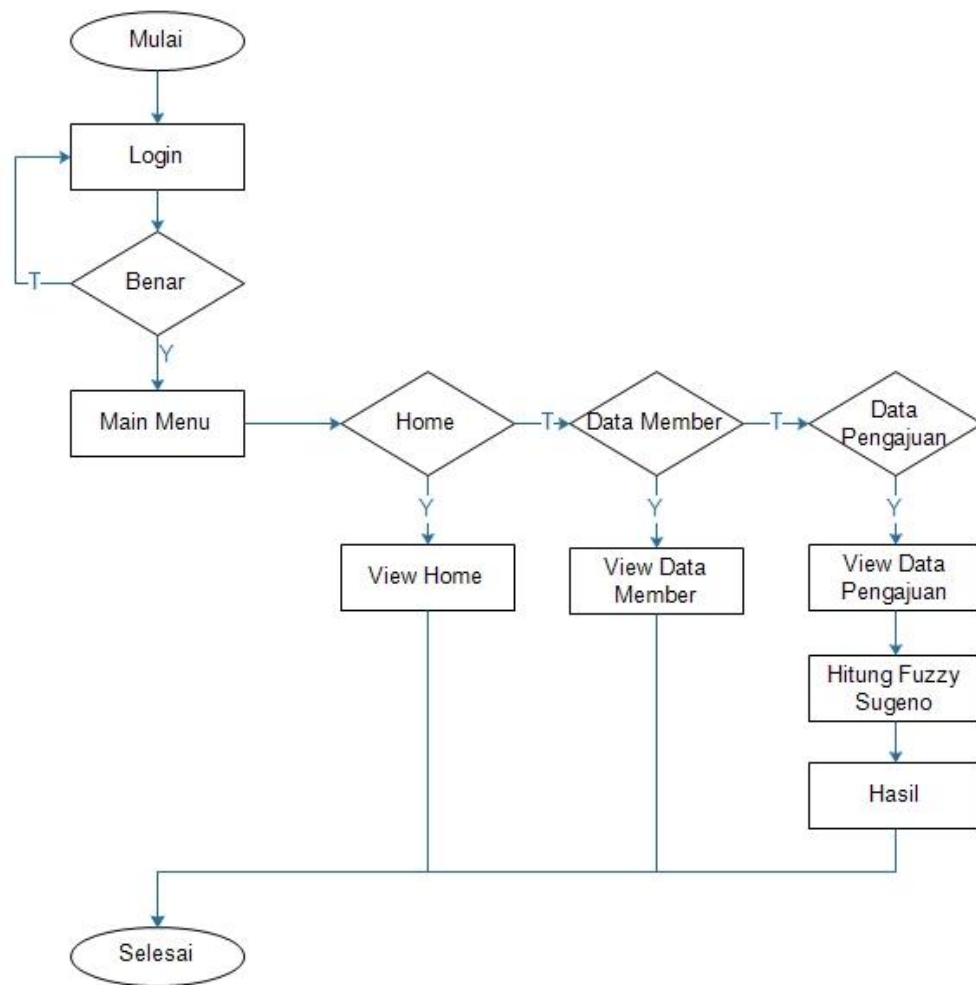 Mulai
Login
Benar
T
Y
Main Menu
Home
T
Data Member
T
Data
Pengajuan
Y
Y
Y
View Home
View Data
Member
View Data
Pengajuan
Hitung Fuzzy
Sugeno
Hasil
Selesai